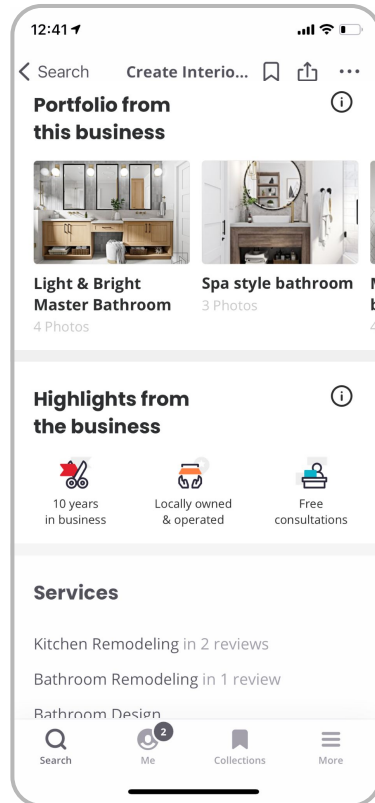 12:41
Search Create Interio...
Portfolio from
this business
Light & Bright
Master Bathroom
4 Photos
Spa style bathroom
3 Photos
Highlights from
the business
10 years
in business
Locally owned
& operated
Free
consultations
Services
Kitchen Remodeling in 2 reviews
Bathroom Remodeling in 1 review
Bathroom Design
2
Search Me Collections More